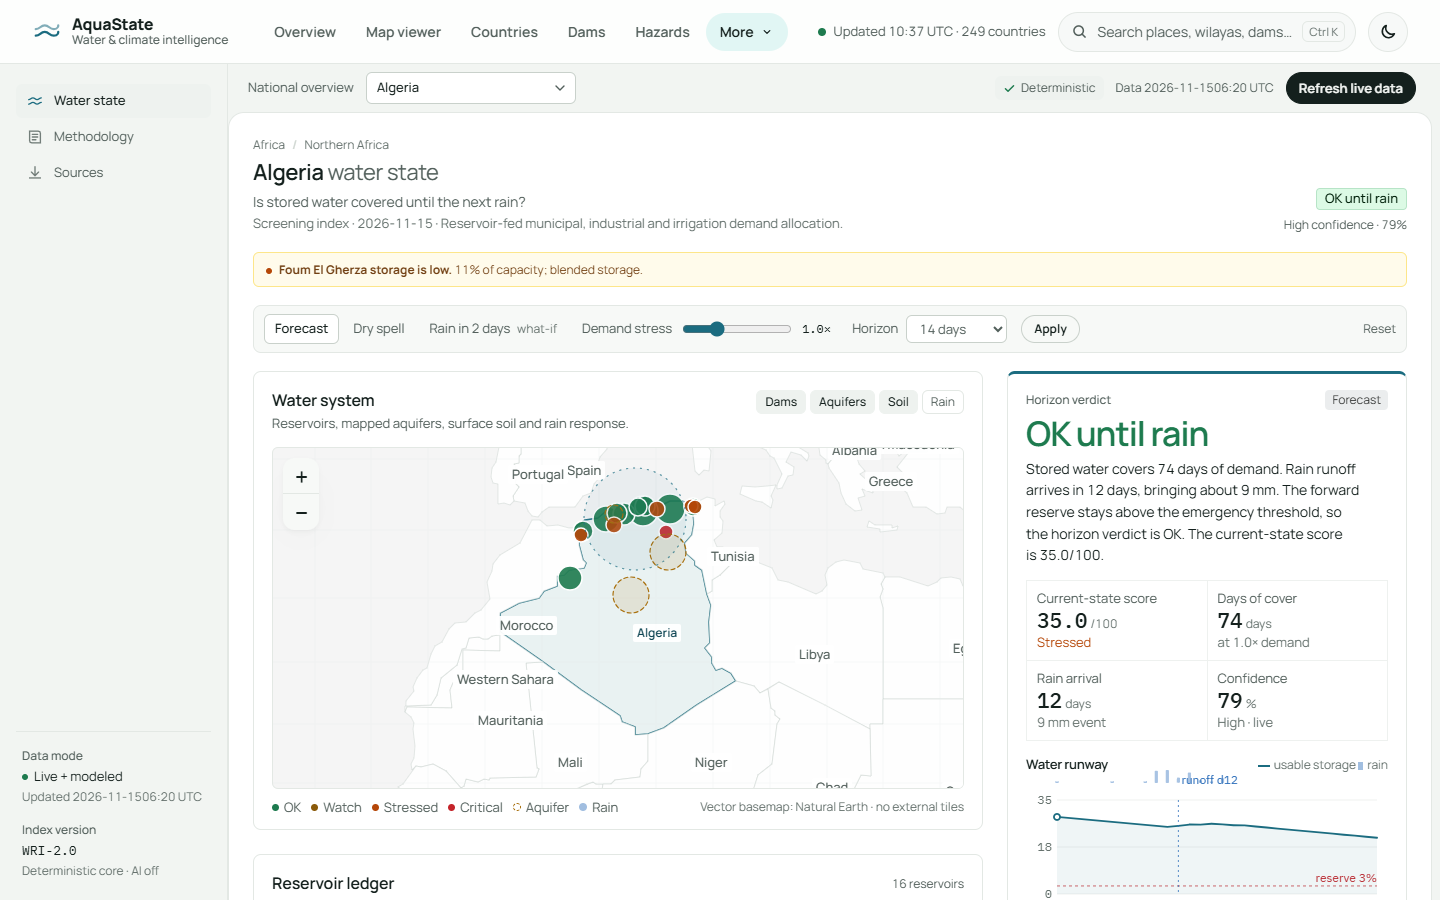 AquaState
Water & climate intelligence
Overview
Map viewer
Countries
Dams
Hazards
More
Updated 10:37 UTC · 249 countries
Search places, wilayas, dams...
Ctrl K
Water state
Methodology
Sources
National overview
Algeria
Deterministic
Data 2026-11-1506:20 UTC
Refresh live data
Africa / Northern Africa
Algeria water state
Is stored water covered until the next rain?
Screening index · 2026-11-15 · Reservoir-fed municipal, industrial and irrigation demand allocation.
OK until rain
High confidence · 79%
Foum El Gherza storage is low. 11% of capacity; blended storage.
Forecast
Dry spell
Rain in 2 days what-if
Demand stress
1.0×
Horizon
14 days
Apply
Reset
Water system
Reservoirs, mapped aquifers, surface soil and rain response.
Dams
Aquifers
Soil
Rain
+
−
Albania
Portugal
Spain
Greece
Tunisia
Morocco
Algeria
Libya
Western Sahara
Mauritania
Mali
Niger
Chad
OK
Watch
Stressed
Critical
Aquifer
Rain
Vector basemap: Natural Earth · no external tiles
Reservoir ledger
16 reservoirs
Horizon verdict
Forecast
OK until rain
Stored water covers 74 days of demand. Rain runoff
arrives in 12 days, bringing about 9 mm. The forward
reserve stays above the emergency threshold, so
the horizon verdict is OK. The current-state score
is 35.0/100.
Current-state score
35.0 /100
Stressed
Days of cover
74 days
at 1.0× demand
Rain arrival
12 days
9 mm event
Confidence
79 %
High · live
Water runway
usable storage
rain
runoff d12
35
18
0
reserve 3%
Data mode
Live + modeled
Updated 2026-11-1506:20 UTC
Index version
WRI-2.0
Deterministic core · AI off